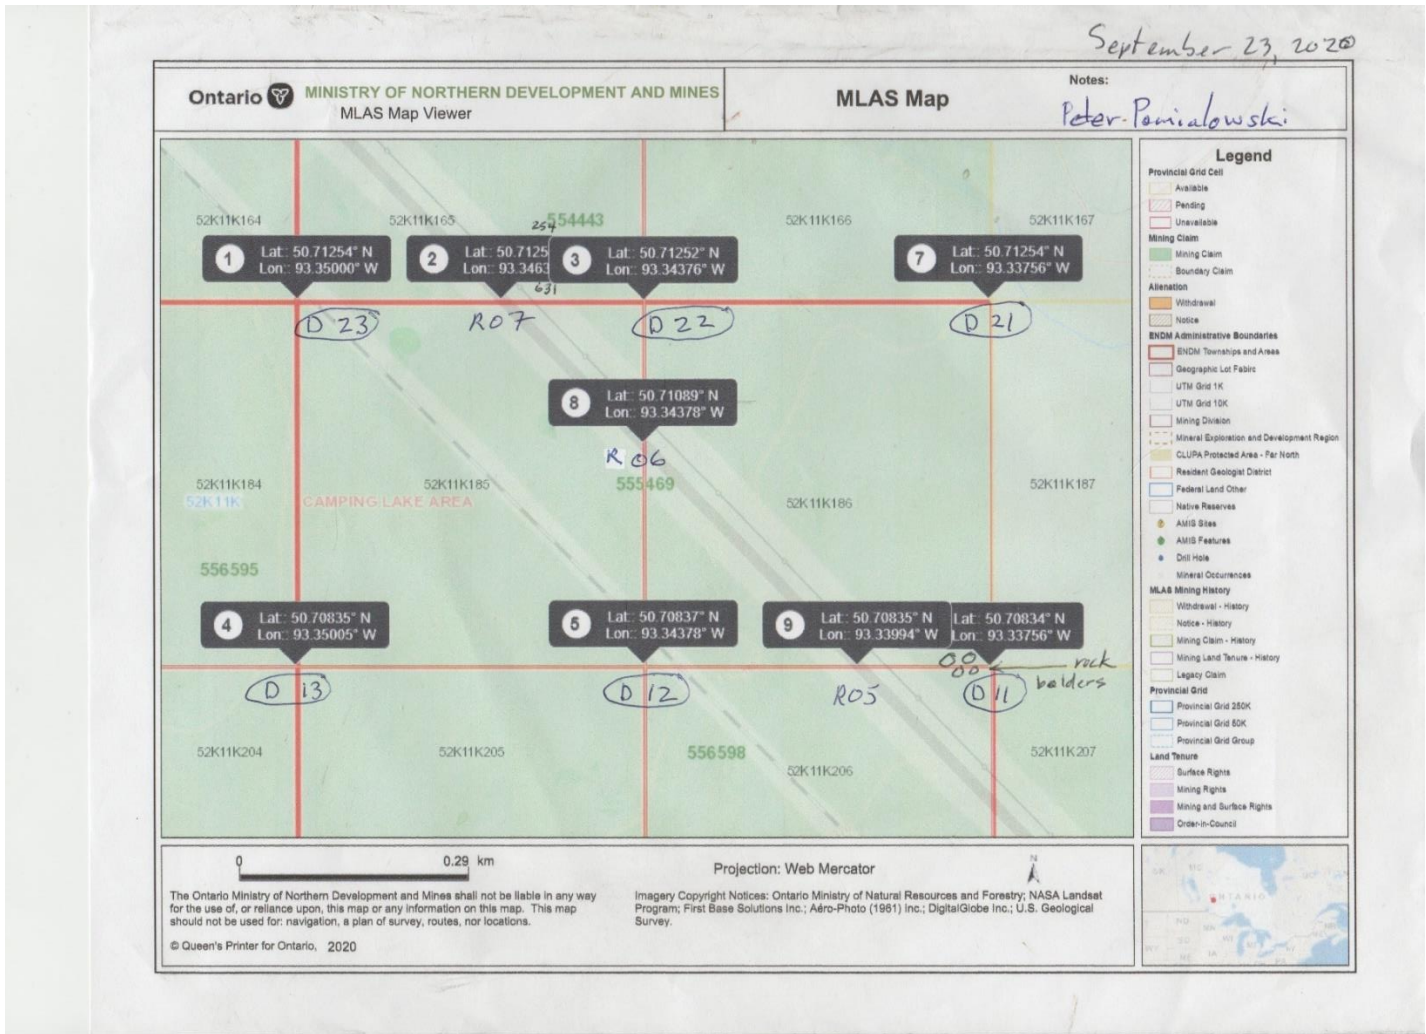 September 23, 2020
Ontario
MINISTRY OF NORTHERN DEVELOPMENT AND MINES
MLAS Map Viewer
MLAS Map
Notes:
Peter Pomialowski
52K11K164
52K11K165
254
554443
52K11K166
52K11K167
1
Lat:: 50.71254° N
Lon:: 93.35000° W
2
Lat:: 50.7125
Lon:: 93.3463
631
3
Lat:: 50.71252° N
Lon:: 93.34376° W
7
Lat:: 50.71254° N
Lon:: 93.33756° W
D 23
R07
D 22
D 21
8
Lat:: 50.71089° N
Lon:: 93.34378° W
R 06
52K11K184
52K11K
52K11K185
CAMPING LAKE AREA
555469
52K11K186
52K11K187
556595
4
Lat:: 50.70835° N
Lon:: 93.35005° W
5
Lat:: 50.70837° N
Lon:: 93.34378° W
9
Lat:: 50.70835° N
Lon:: 93.33994° W
Lat:: 50.70834° N
Lon:: 93.33756° W
rock
bolders
D 13
D 12
R05
D 11
52K11K204
52K11K205
556598
52K11K206
52K11K207
Legend
Provincial Grid Cell
Available
Pending
Unavailable
Mining Claim
Mining Claim
Boundary Claim
Alienation
Withdrawal
Notice
ENDM Administrative Boundaries
ENDM Townships and Areas
Geographic Lot Fabirc
UTM Grid 1K
UTM Grid 10K
Mining Division
Mineral Exploration and Development Region
CLUPA Protected Area - Far North
Resident Geologist District
Federal Land Other
Native Reserves
AMIS Sites
AMIS Features
Drill Hole
Mineral Occurrences
MLAS Mining History
Withdrawal - History
Notice - History
Mining Claim - History
Mining Land Tenure - History
Legacy Claim
Provincial Grid
Provincial Grid 250K
Provincial Grid 50K
Provincial Grid Group
Land Tenure
Surface Rights
Mining Rights
Mining and Surface Rights
Order-in-Council
0
0.29 km
The Ontario Ministry of Northern Development and Mines shall not be liable in any way
for the use of, or reliance upon, this map or any information on this map. This map
should not be used for: navigation, a plan of survey, routes, nor locations.
© Queen's Printer for Ontario, 2020
Projection: Web Mercator
N
Imagery Copyright Notices: Ontario Ministry of Natural Resources and Forestry; NASA Landsat
Program; First Base Solutions Inc.; Aéro-Photo (1961) Inc.; DigitalGlobe Inc.; U.S. Geological
Survey.
ONTARIO